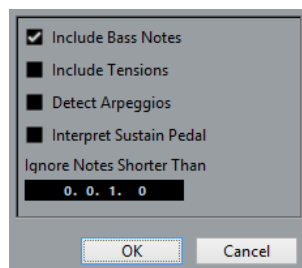 Include Bass Notes
Include Tensions
Detect Arpeggios
Interpret Sustain Pedal
Ignore Notes Shorter Than
0. 0. 1. 0
OK
Cancel